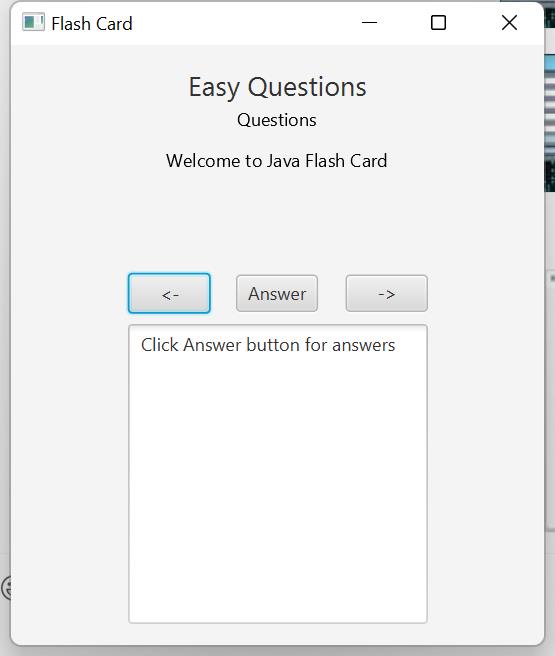 Flash Card
Easy Questions
Questions
Welcome to Java Flash Card
<- Answer ->
Click Answer button for answers